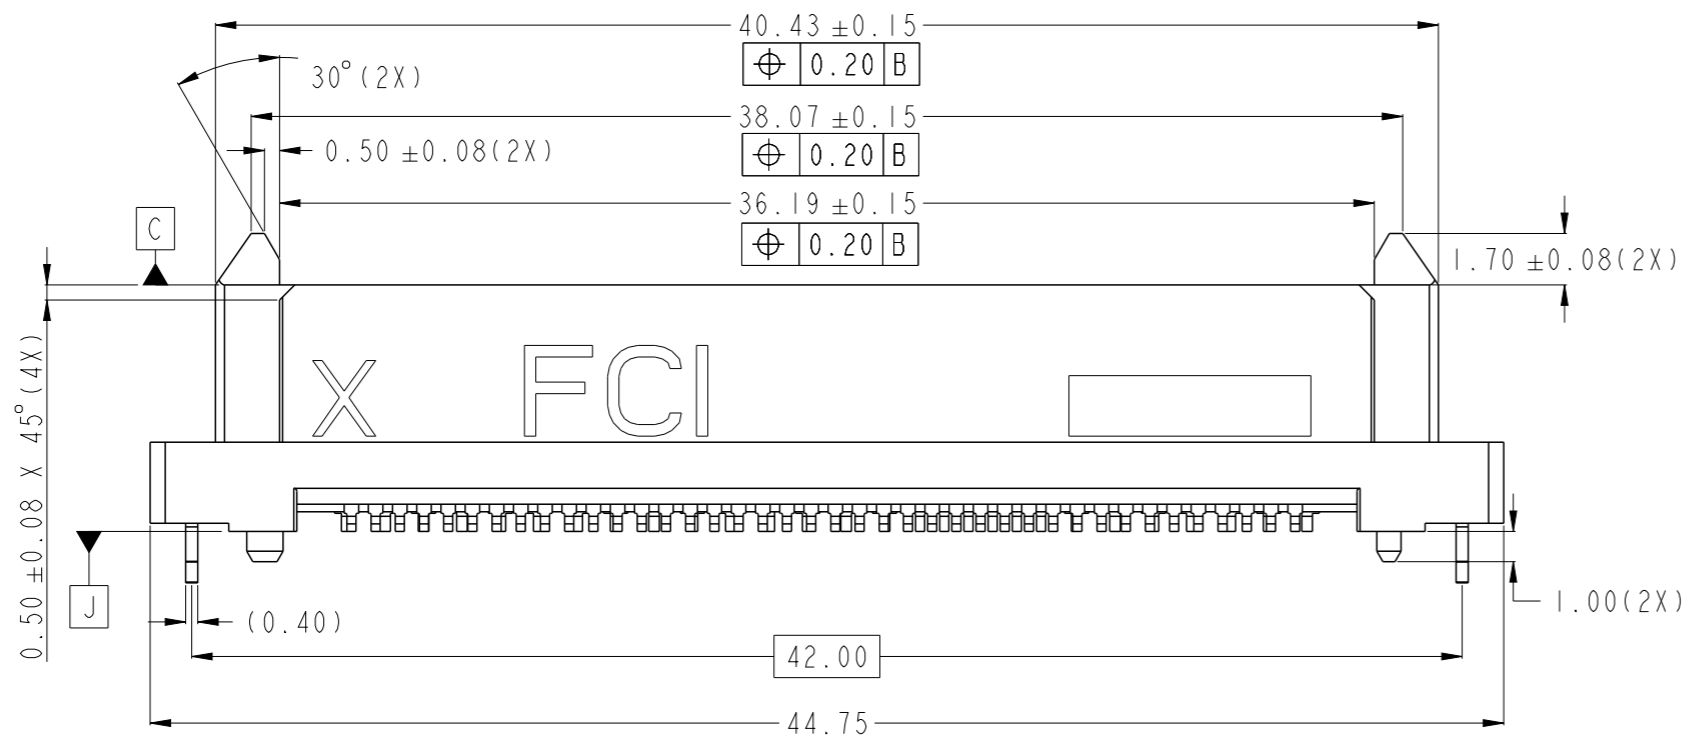 40.43 ±0.15
⌖ 0.20 B
30° (2X)
38.07 ±0.15
0.50 ±0.08(2X)
⌖ 0.20 B
36.19 ±0.15
C
⌖ 0.20 B
1.70 ±0.08(2X)
0.50 ±0.08 X 45° (4X)
X FCI
J
1.00(2X)
(0.40)
42.00
44.75